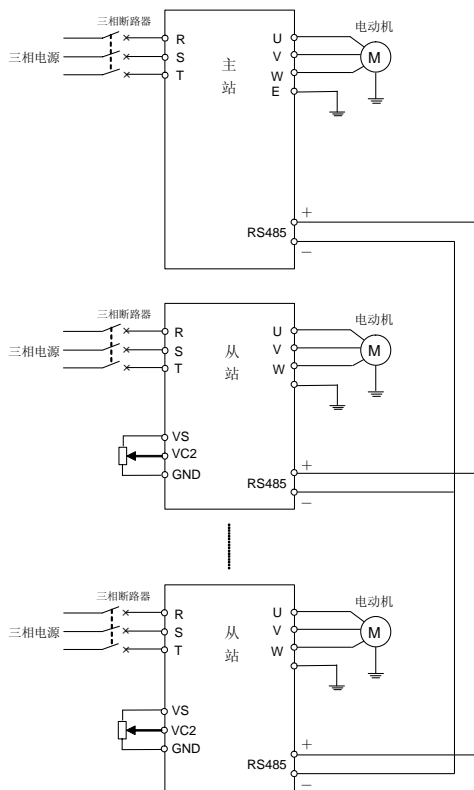 三相断路器
电动机
三相电源
R
S
T
主
站
U
V
W
E
M
+
RS485
−
三相断路器
电动机
三相电源
R
S
T
从
站
U
V
W
M
VS
VC2
GND
+
RS485
−
三相断路器
电动机
三相电源
R
S
T
从
站
U
V
W
M
VS
VC2
GND
+
RS485
−